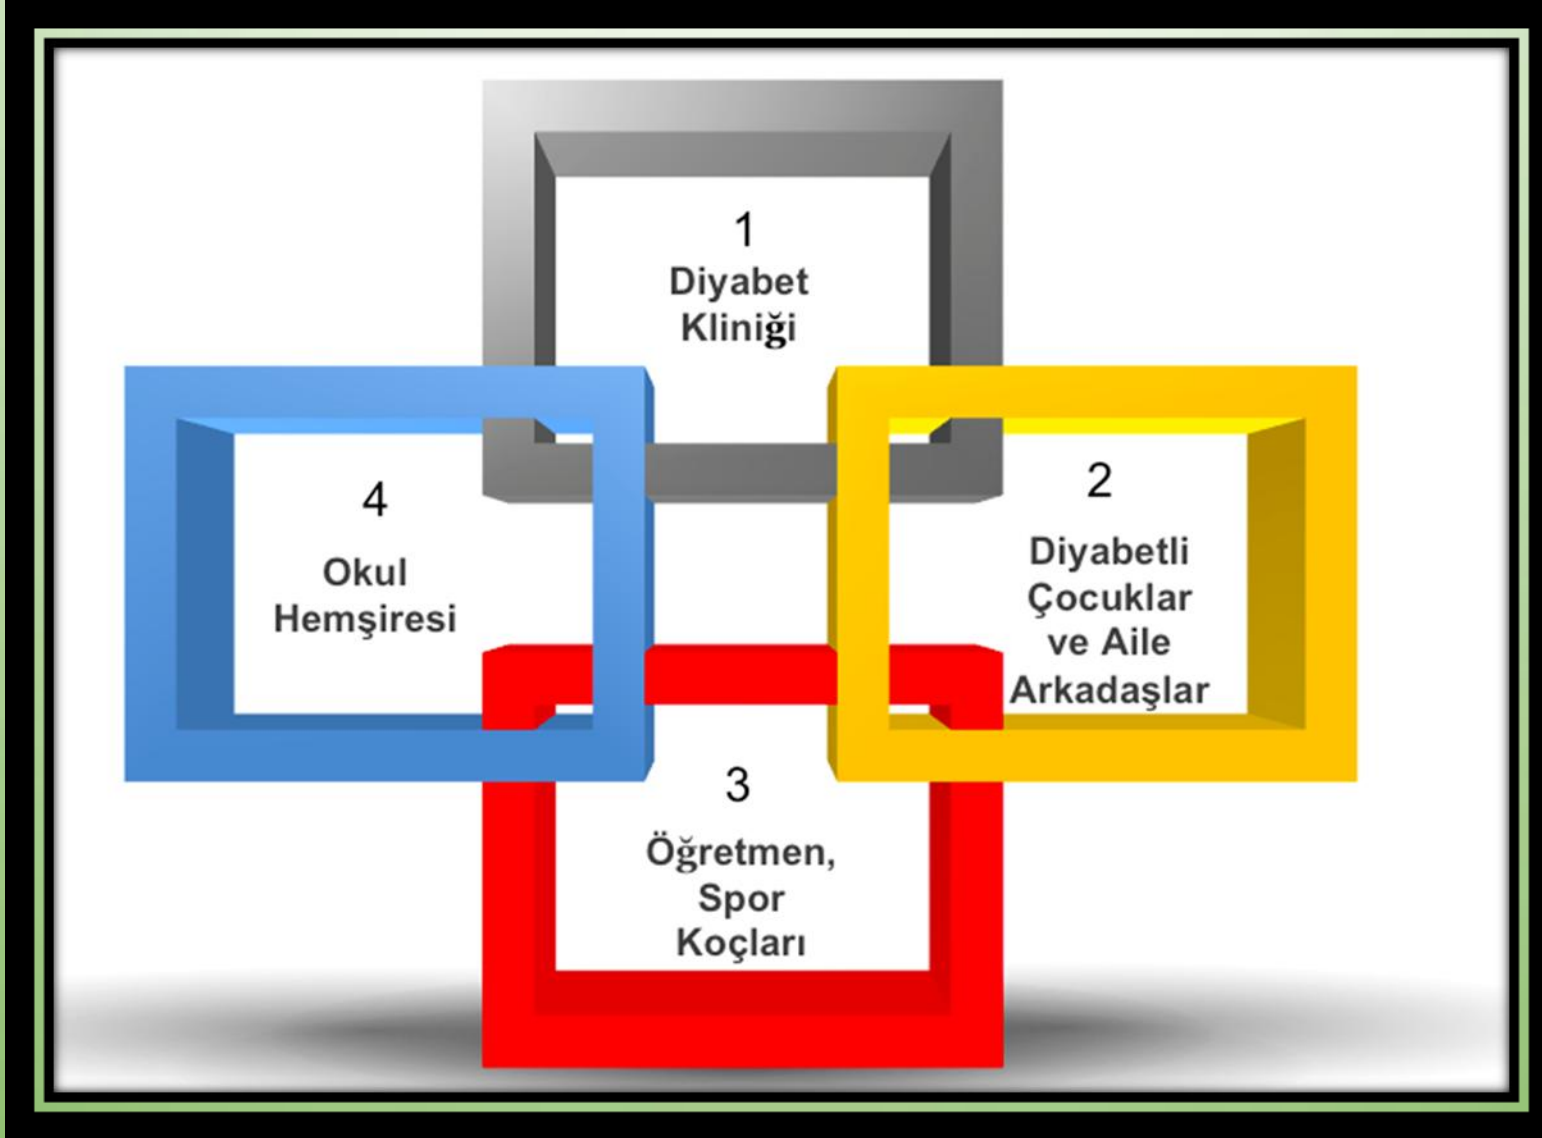 1
Diyabet
Kliniği
2
Diyabetli
Çocuklar
ve Aile
Arkadaşlar
3
Öğretmen,
Spor
Koçları
4
Okul
Hemşiresi